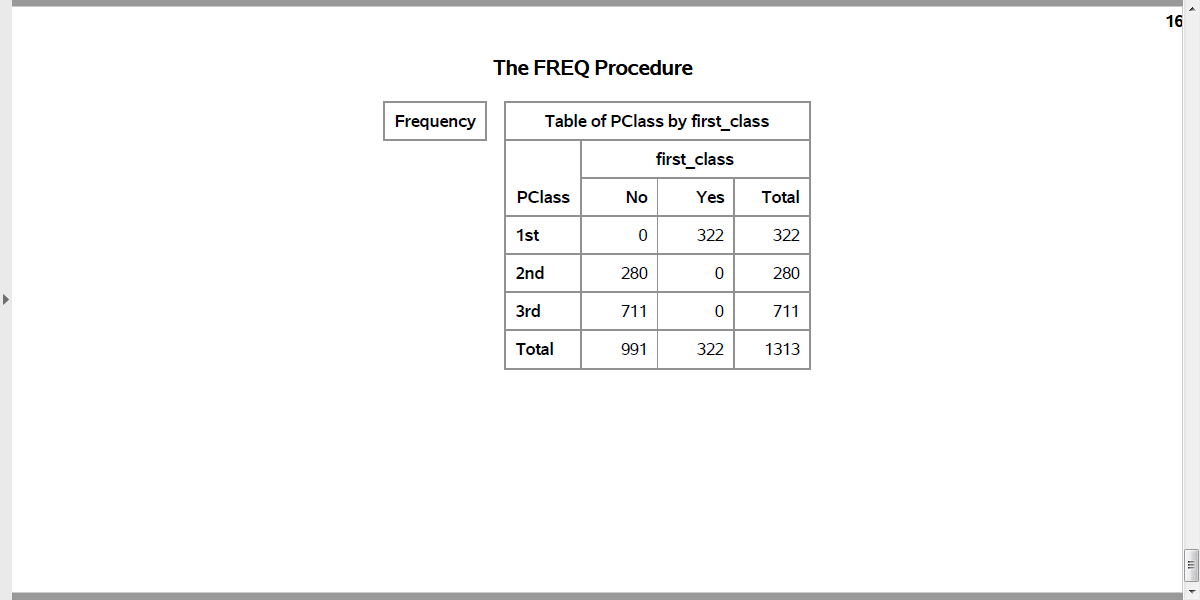 16
The FREQ Procedure
Frequency
Table of PClass by first_class
first_class
PClass No Yes Total
1st 0 322 322
2nd 280 0 280
3rd 711 0 711
Total 991 322 1313